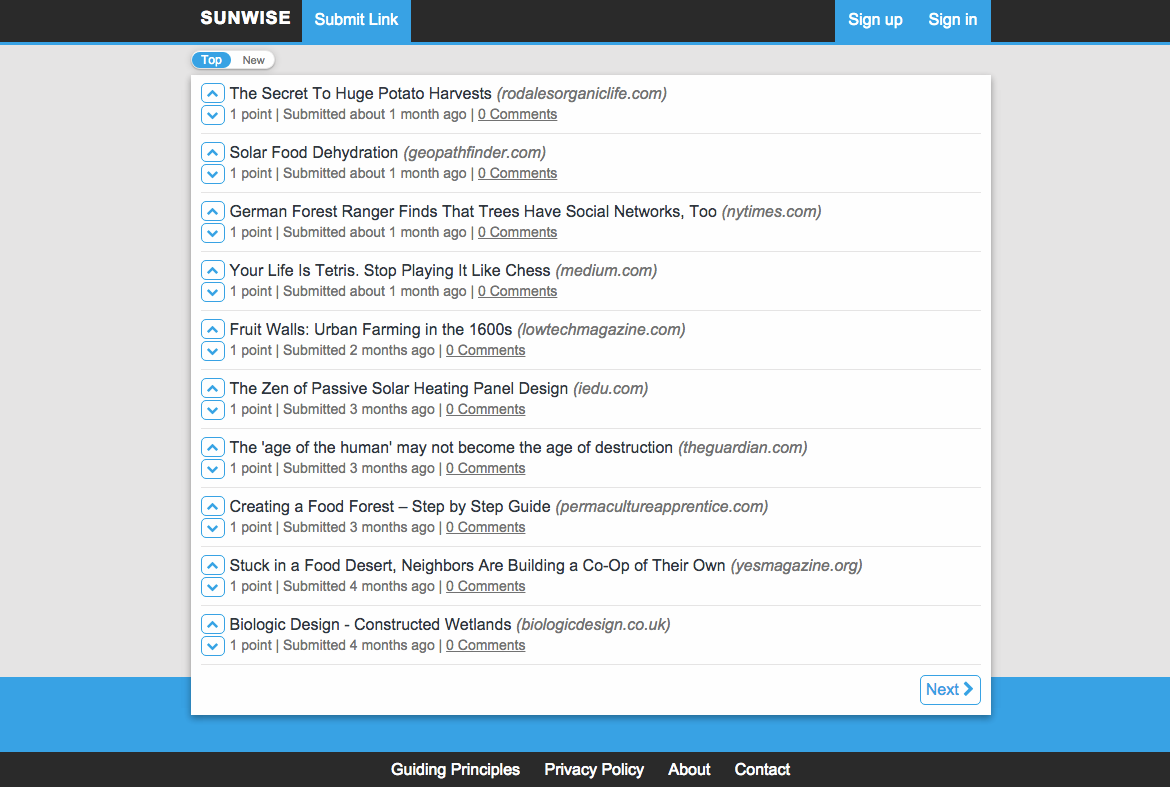 SUNWISE Submit Link Sign up Sign in
Top New
The Secret To Huge Potato Harvests (rodalesorganiclife.com)
1 point | Submitted about 1 month ago | 0 Comments
Solar Food Dehydration (geopathfinder.com)
1 point | Submitted about 1 month ago | 0 Comments
German Forest Ranger Finds That Trees Have Social Networks, Too (nytimes.com)
1 point | Submitted about 1 month ago | 0 Comments
Your Life Is Tetris. Stop Playing It Like Chess (medium.com)
1 point | Submitted about 1 month ago | 0 Comments
Fruit Walls: Urban Farming in the 1600s (lowtechmagazine.com)
1 point | Submitted 2 months ago | 0 Comments
The Zen of Passive Solar Heating Panel Design (iedu.com)
1 point | Submitted 3 months ago | 0 Comments
The 'age of the human' may not become the age of destruction (theguardian.com)
1 point | Submitted 3 months ago | 0 Comments
Creating a Food Forest – Step by Step Guide (permacultureapprentice.com)
1 point | Submitted 3 months ago | 0 Comments
Stuck in a Food Desert, Neighbors Are Building a Co-Op of Their Own (yesmagazine.org)
1 point | Submitted 4 months ago | 0 Comments
Biologic Design - Constructed Wetlands (biologicdesign.co.uk)
1 point | Submitted 4 months ago | 0 Comments
Next
Guiding Principles Privacy Policy About Contact